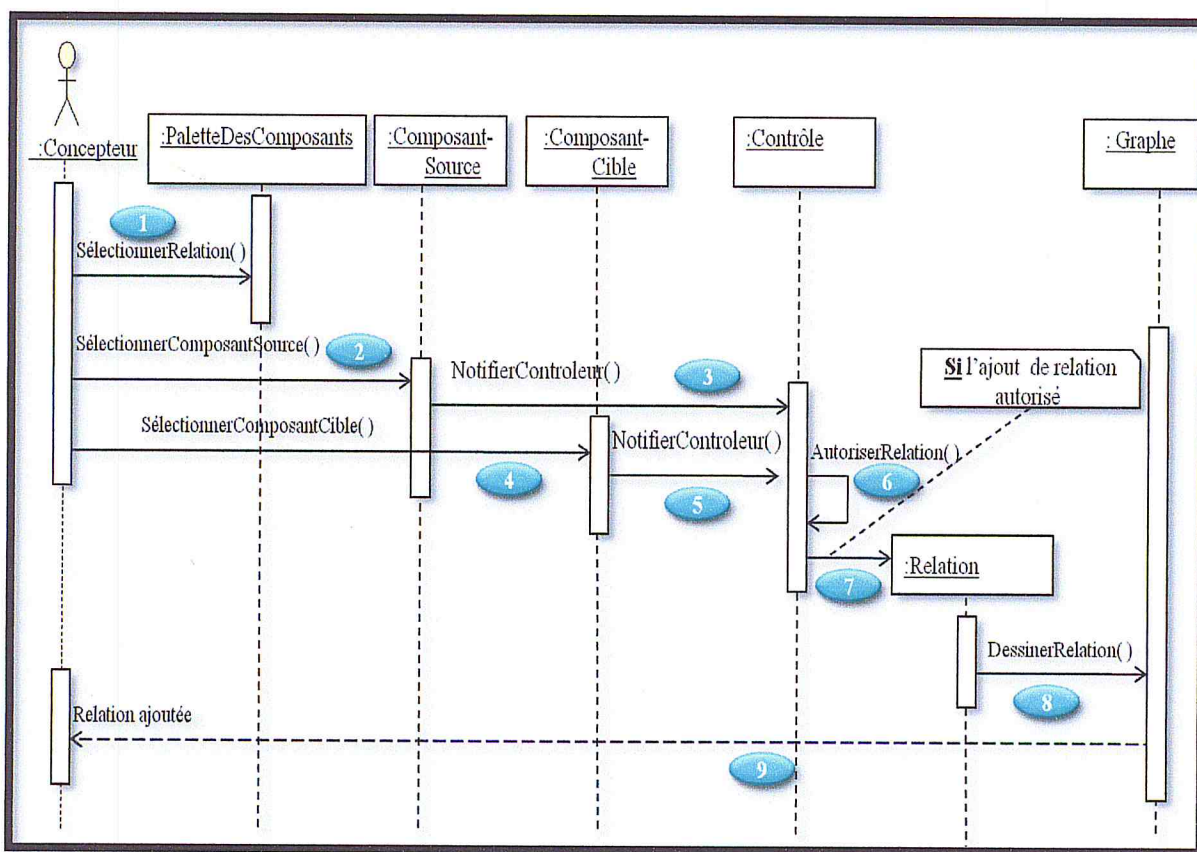 :Concepteur
:PaletteDesComposants
:Composant-
Source
:Composant-
Cible
:Contrôle
: Graphe
1
SélectionnerRelation( )
SélectionnerComposantSource( )
2
NotifierControleur( )
3
Si l'ajout de relation
autorisé
SélectionnerComposantCible( )
4
NotifierControleur( )
5
AutoriserRelation( )
6
7
:Relation
DessinerRelation( )
8
Relation ajoutée
9